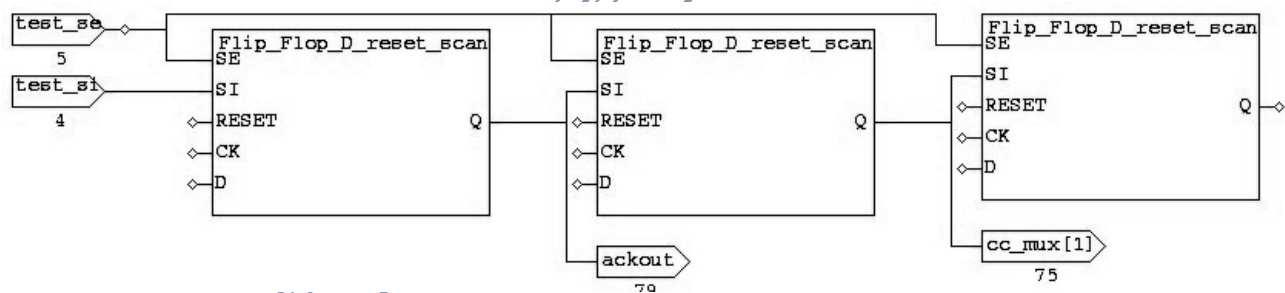 test_se
5
test_si
4
Flip_Flop_D_reset_scan
SE
SI
RESET
CK
D
Q
Flip_Flop_D_reset_scan
SE
SI
RESET
CK
D
Q
Flip_Flop_D_reset_scan
SE
SI
RESET
CK
D
Q
ackout
79
cc_mux[1]
75